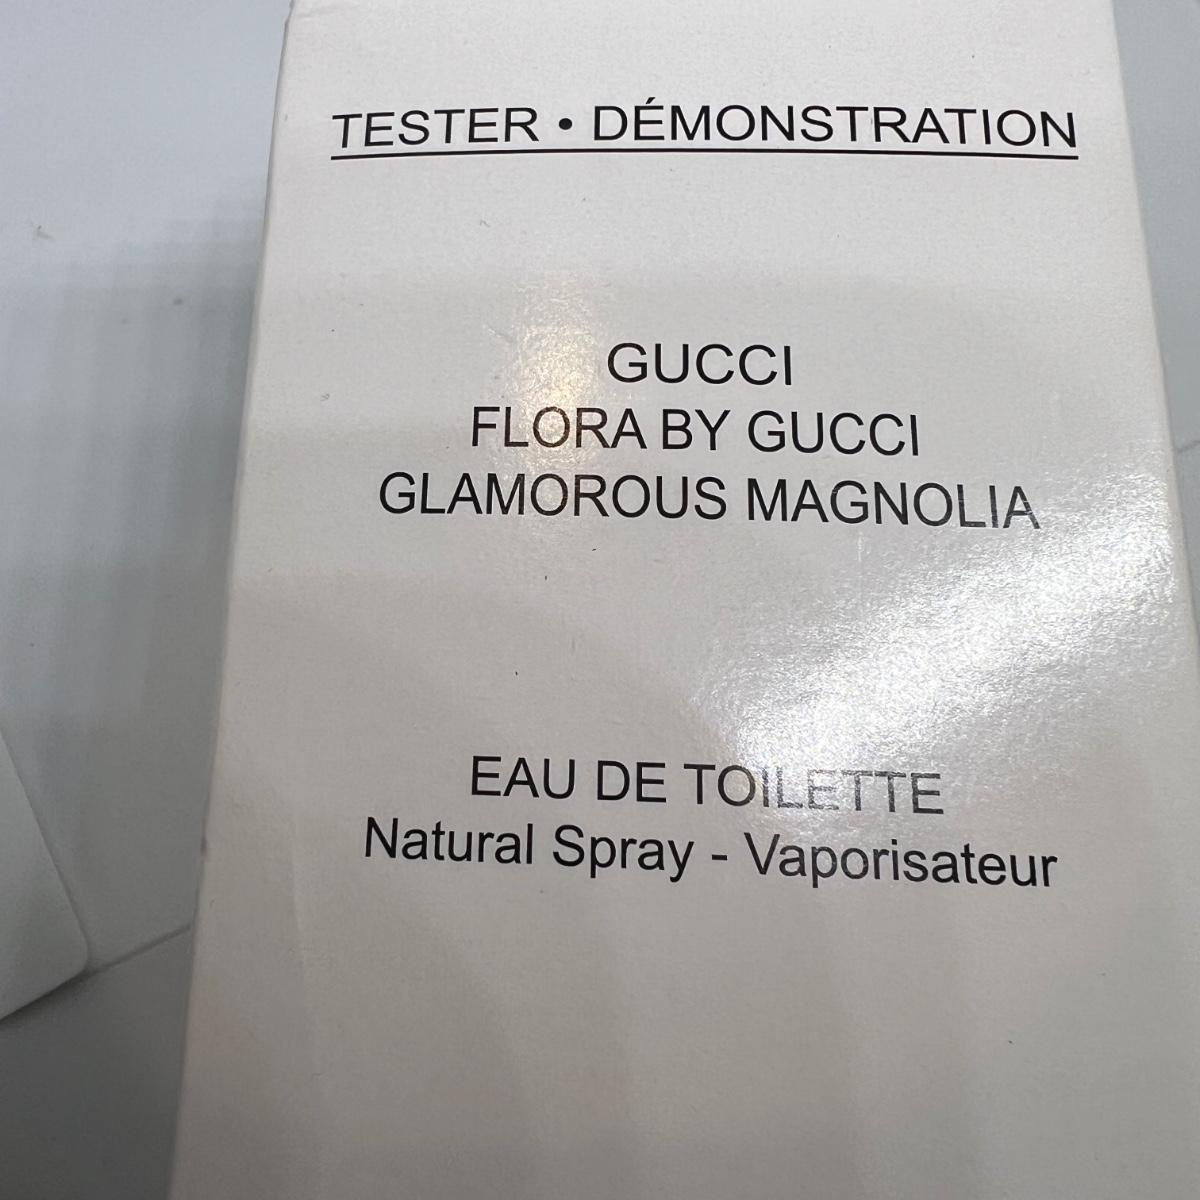 TESTER • DÉMONSTRATION
GUCCI
FLORA BY GUCCI
GLAMOROUS MAGNOLIA
EAU DE TOILETTE
Natural Spray - Vaporisateur